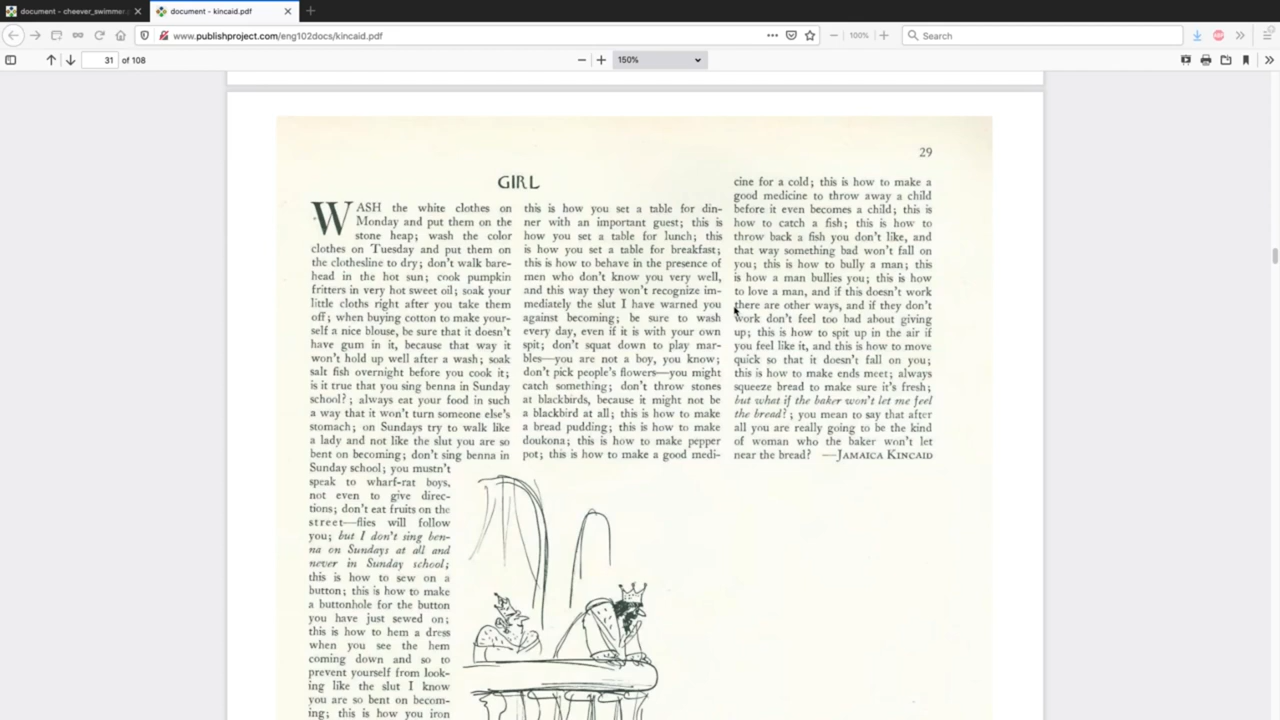 document - cheever_swimmer.
document - kincaid.pdf
www.publishproject.com/eng102docs/kincaid.pdf
100%
Search
31 of 108
150%
29
GIRL
WASH the white clothes on
Monday and put them on the
stone heap; wash the color
clothes on Tuesday and put them on
the clothesline to dry; don't walk bare-
head in the hot sun; cook pumpkin
fritters in very hot sweet oil; soak your
little cloths right after you take them
off; when buying cotton to make your-
self a nice blouse, be sure that it doesn't
have gum in it, because that way it
won't hold up well after a wash; soak
salt fish overnight before you cook it;
is it true that you sing benna in Sunday
school?; always eat your food in such
a way that it won't turn someone else's
stomach; on Sundays try to walk like
a lady and not like the slut you are so
bent on becoming; don't sing benna in
Sunday school; you mustn't
speak to wharf-rat boys,
not even to give direc-
tions; don't eat fruits on the
street—flies will follow
you; but I don't sing ben-
na on Sundays at all and
never in Sunday school;
this is how to sew on a
button; this is how to make
a buttonhole for the button
you have just sewed on;
this is how to hem a dress
when you see the hem
coming down and so to
prevent yourself from look-
ing like the slut I know
you are so bent on becom-
ing; this is how you iron
this is how you set a table for din-
ner with an important guest; this is
how you set a table for lunch; this
is how you set a table for breakfast;
this is how to behave in the presence of
men who don't know you very well,
and this way they won't recognize im-
mediately the slut I have warned you
against becoming; be sure to wash
every day, even if it is with your own
spit; don't squat down to play mar-
bles—you are not a boy, you know;
don't pick people's flowers—you might
catch something; don't throw stones
at blackbirds, because it might not be
a blackbird at all; this is how to make
a bread pudding; this is how to make
doukona; this is how to make pepper
pot; this is how to make a good medi-
cine for a cold; this is how to make a
good medicine to throw away a child
before it even becomes a child; this is
how to catch a fish; this is how to
throw back a fish you don't like, and
that way something bad won't fall on
you; this is how to bully a man; this
is how a man bullies you; this is how
to love a man, and if this doesn't work
there are other ways, and if they don't
work don't feel too bad about giving
up; this is how to spit up in the air if
you feel like it, and this is how to move
quick so that it doesn't fall on you;
this is how to make ends meet; always
squeeze bread to make sure it's fresh;
but what if the baker won't let me feel
the bread?; you mean to say that after
all you are really going to be the kind
of woman who the baker won't let
near the bread? —JAMAICA KINCAID